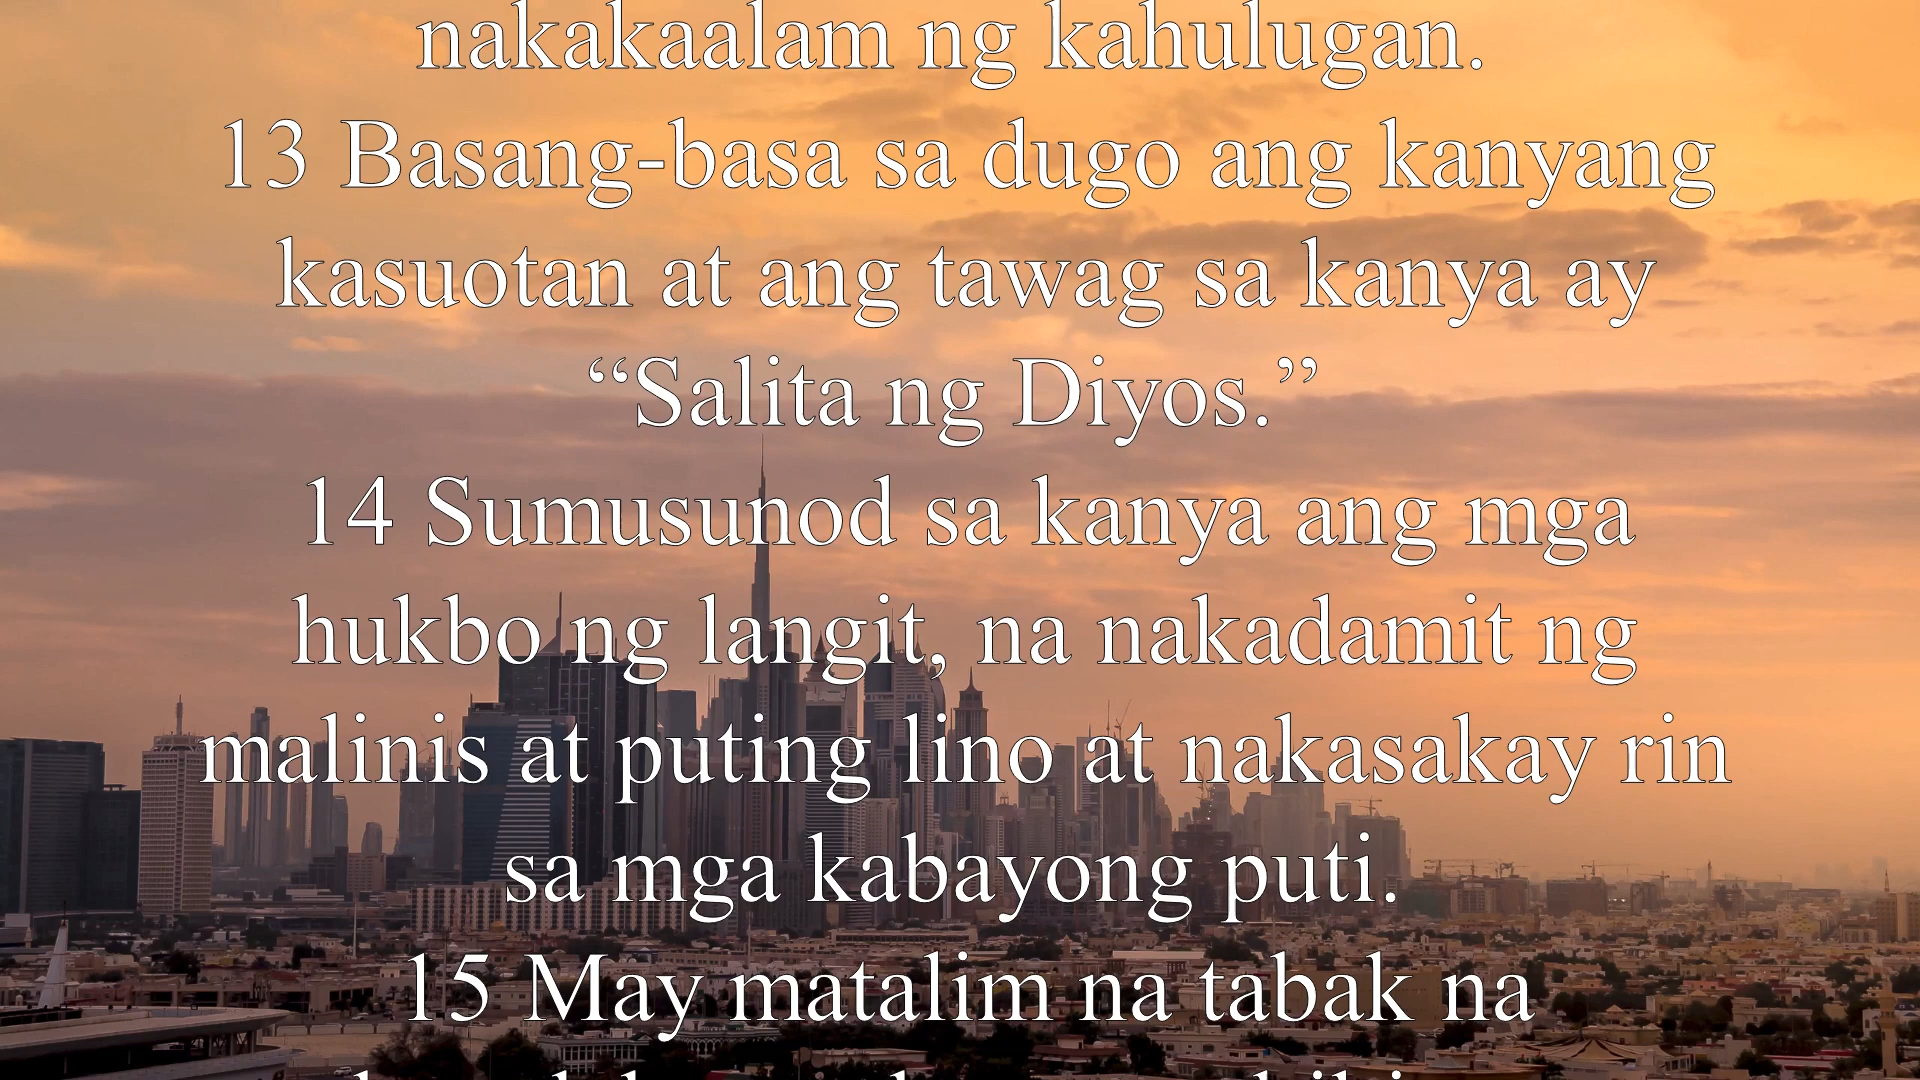 nakakaalam ng kahulugan.
13 Basang-basa sa dugo ang kanyang
kasuotan at ang tawag sa kanya ay
“Salita ng Diyos.”
14 Sumusunod sa kanya ang mga
hukbo ng langit, na nakadamit ng
malinis at puting lino at nakasakay rin
sa mga kabayong puti.
15 May matalim na tabak na